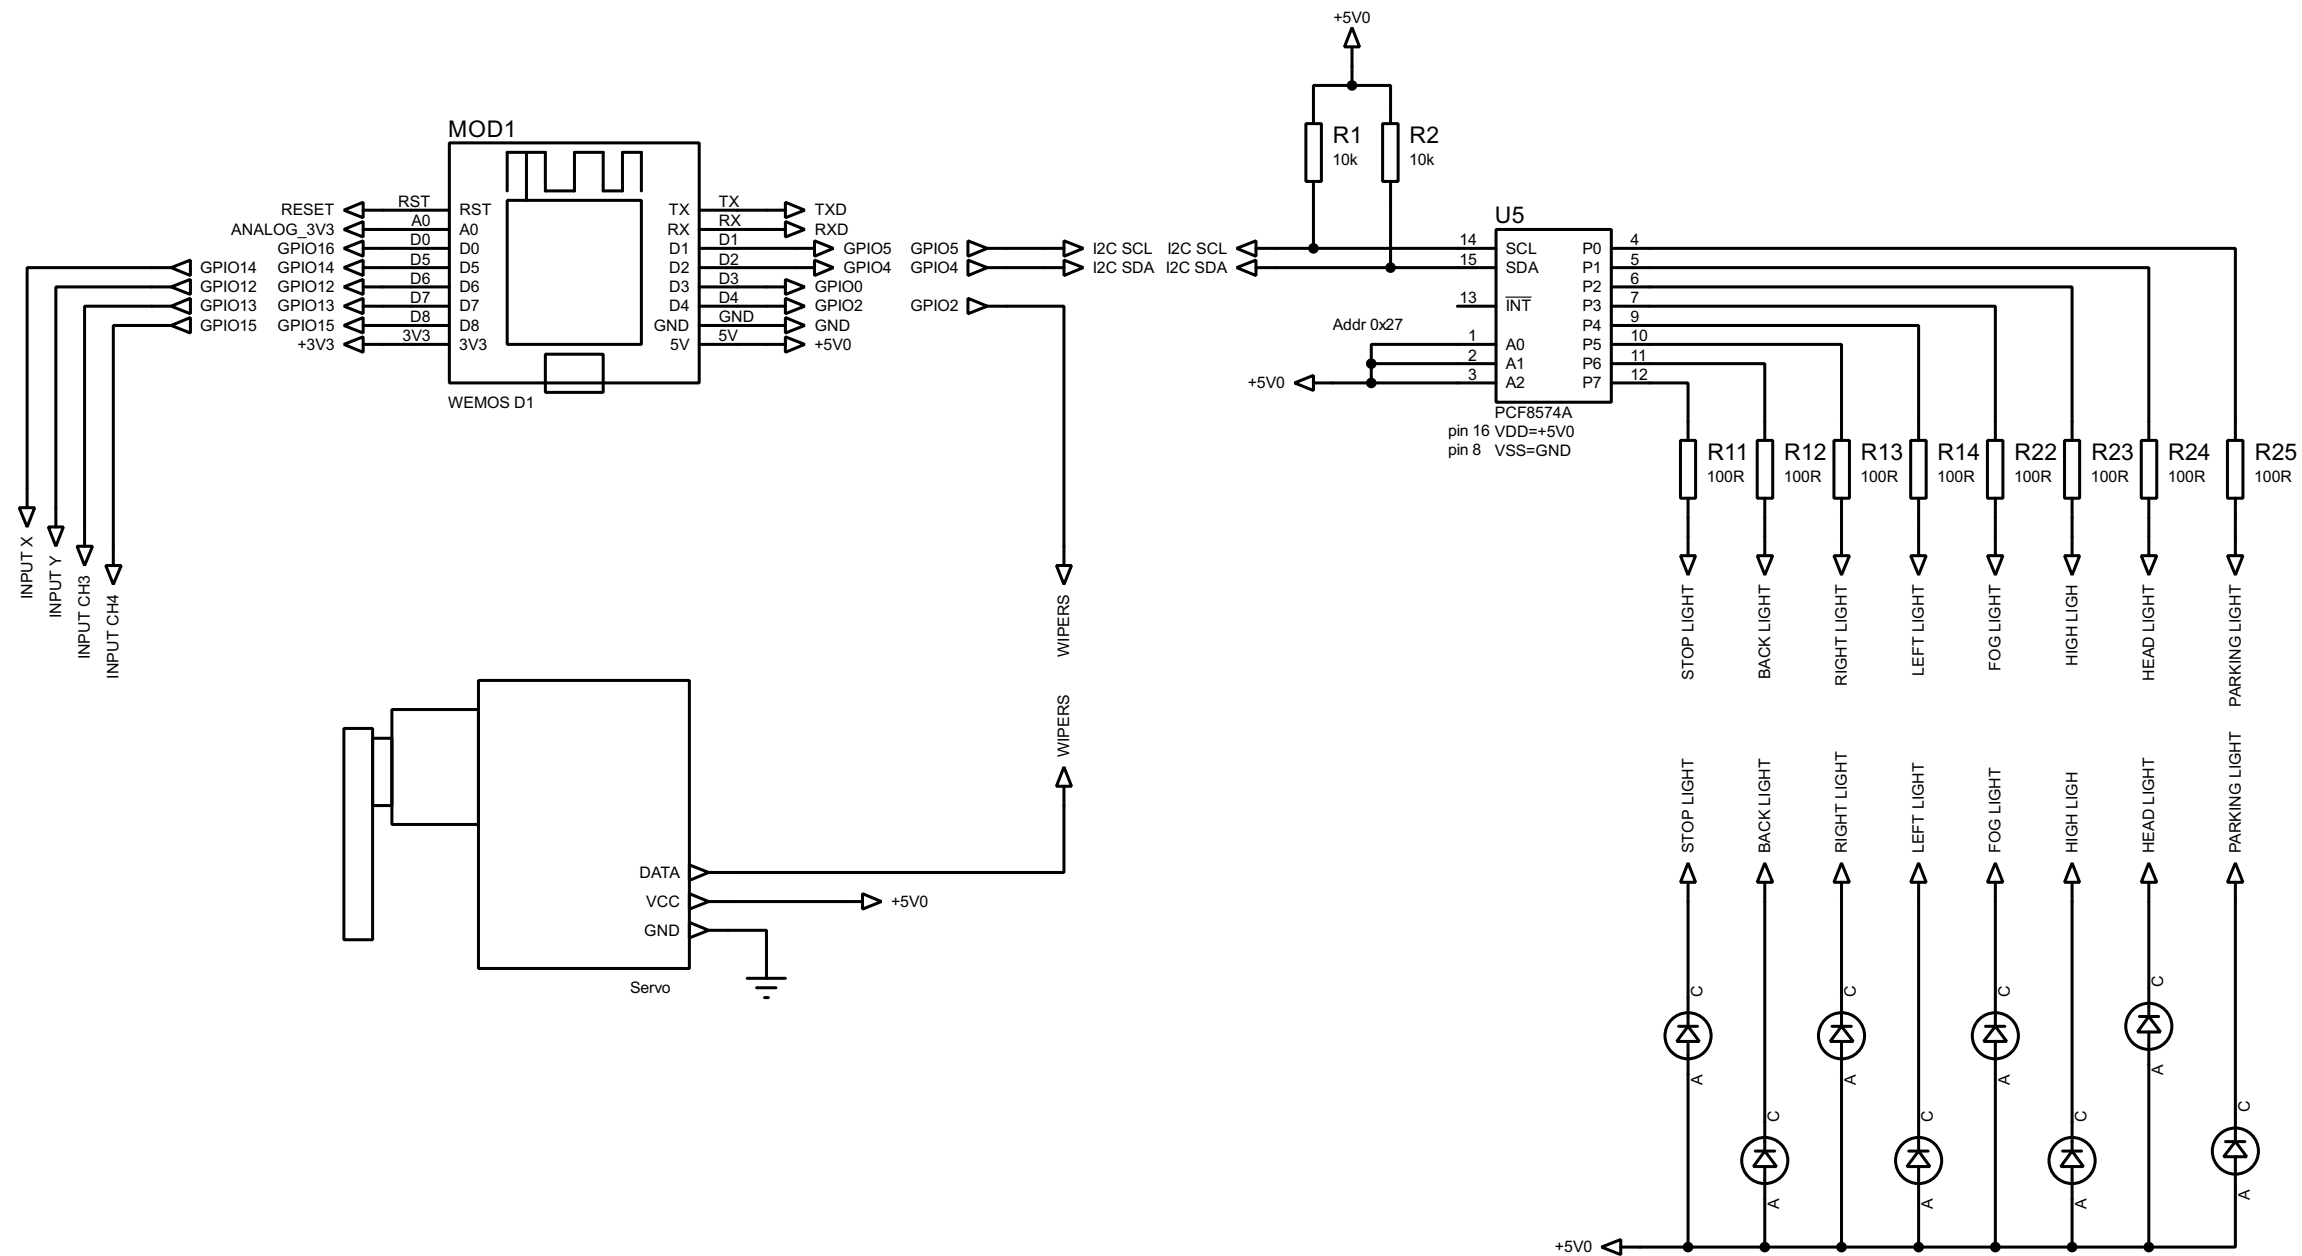 +5V0
MOD1
R1
10k
R2
10k
RESET
RST
RST
TX
TX
TXD
ANALOG_3V3
A0
A0
RX
RX
RXD
GPIO16
D0
D0
D1
D1
GPIO5
GPIO5
I2C SCL
I2C SCL
GPIO14
GPIO14
D5
D5
D2
D2
GPIO4
GPIO4
I2C SDA
I2C SDA
GPIO12
GPIO12
D6
D6
D3
D3
GPIO0
GPIO13
GPIO13
D7
D7
D4
D4
GPIO2
GPIO2
GPIO15
GPIO15
D8
D8
GND
GND
GND
+3V3
3V3
3V3
5V
5V
+5V0
WEMOS D1
U5
14
SCL
P0
4
15
SDA
P1
5
P2
6
13
INT
P3
7
Addr 0x27
P4
9
1
A0
P5
10
2
A1
P6
11
+5V0
3
A2
P7
12
PCF8574A
pin 16 VDD=+5V0
pin 8 VSS=GND
R11
100R
R12
100R
R13
100R
R14
100R
R22
100R
R23
100R
R24
100R
R25
100R
INPUT X
INPUT Y
INPUT CH3
INPUT CH4
WIPERS
WIPERS
STOP LIGHT
BACK LIGHT
RIGHT LIGHT
LEFT LIGHT
FOG LIGHT
HIGH LIGH
HEAD LIGHT
PARKING LIGHT
STOP LIGHT
BACK LIGHT
RIGHT LIGHT
LEFT LIGHT
FOG LIGHT
HIGH LIGH
HEAD LIGHT
PARKING LIGHT
DATA
VCC
+5V0
GND
Servo
C
A
C
A
C
A
C
A
C
A
C
A
C
A
C
A
+5V0